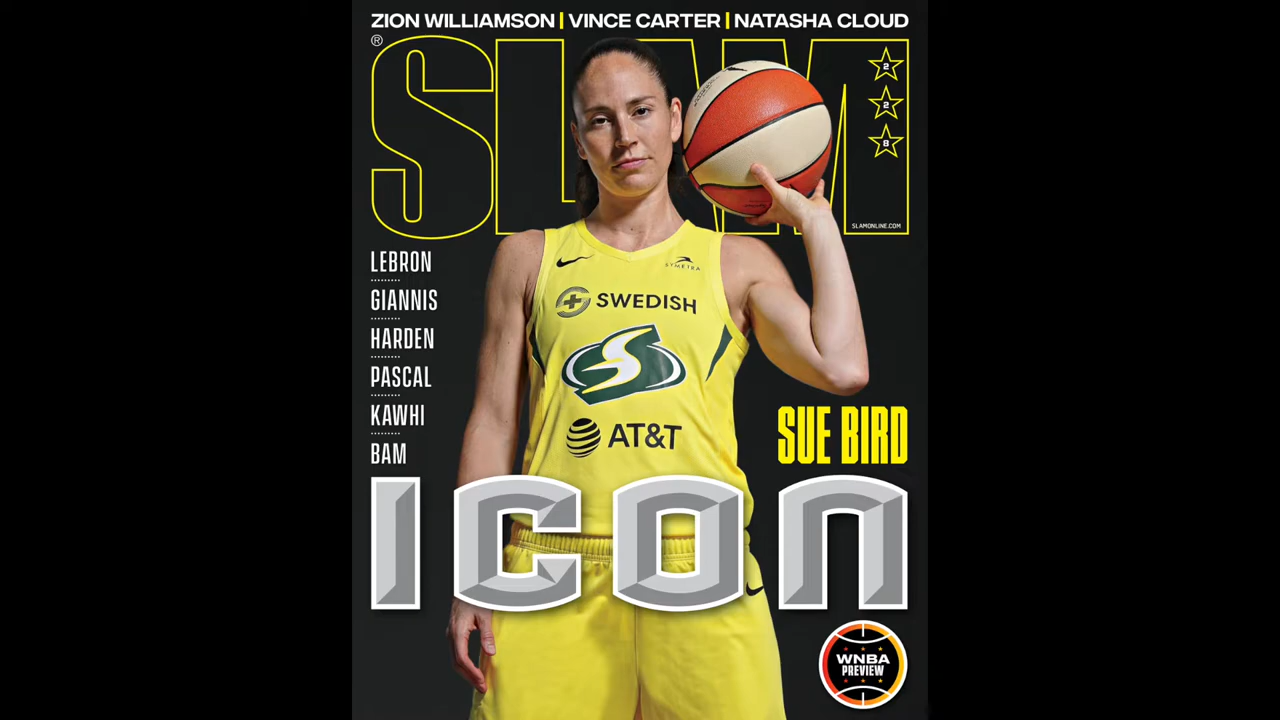 ZION WILLIAMSON | VINCE CARTER | NATASHA CLOUD
®
SLAM
2
2
8
SLAMONLINE.COM
LEBRON
GIANNIS
HARDEN
PASCAL
KAWHI
BAM
SYMETRA
SWEDISH
S
AT&T
SUE BIRD
ICON
WNBA
PREVIEW